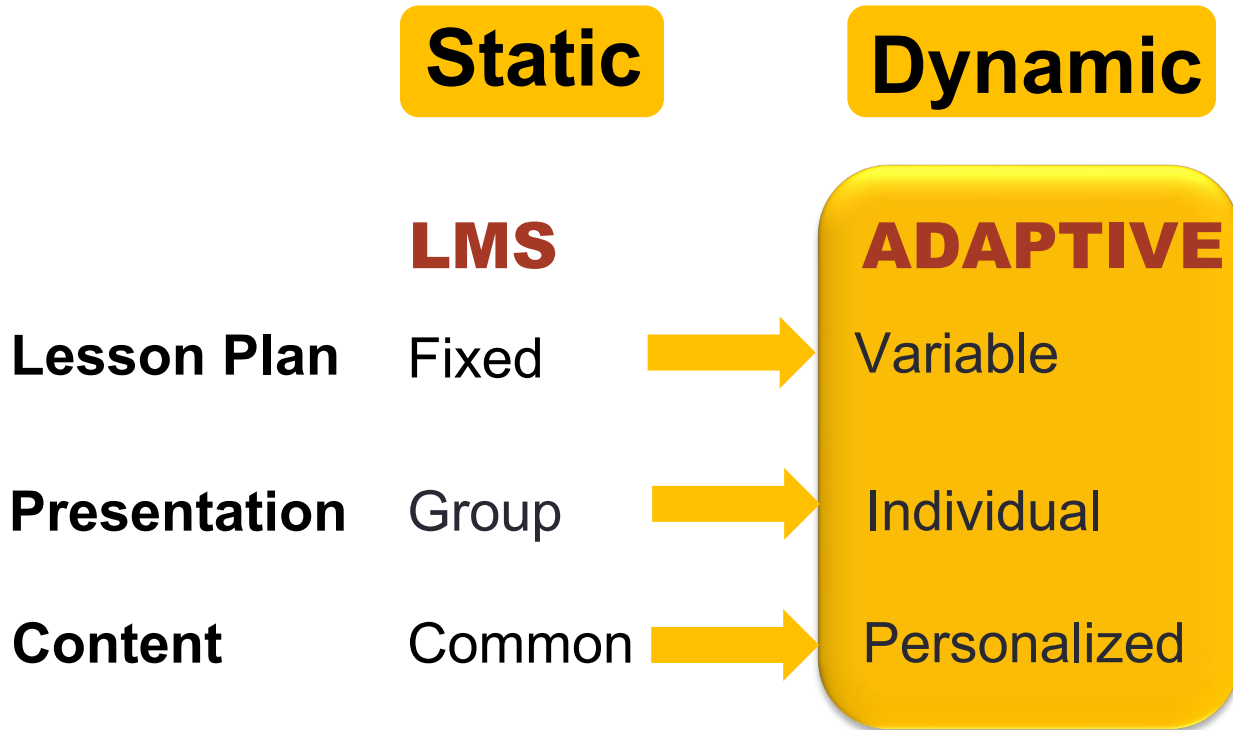 Static Dynamic
LMS ADAPTIVE
Lesson Plan Fixed Variable
Presentation Group Individual
Content Common Personalized